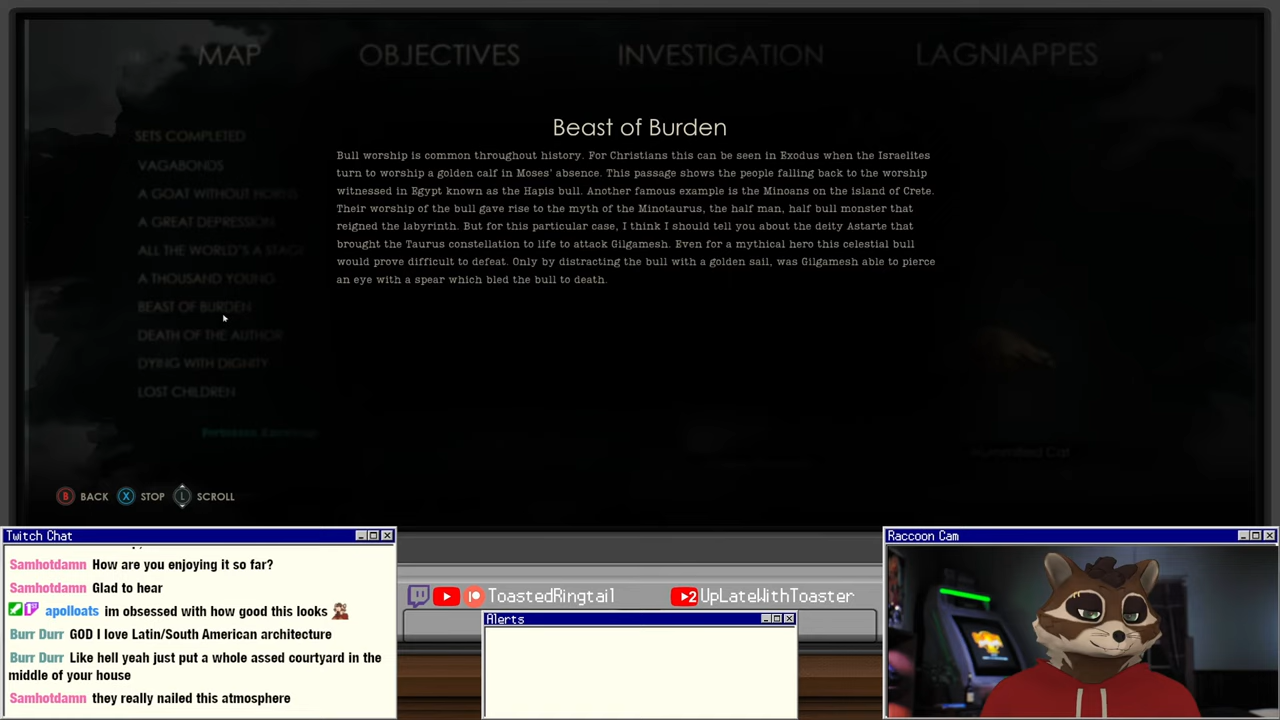 MAP OBJECTIVES INVESTIGATION LAGNIAPPES
SETS COMPLETED
VAGABONDS
A GOAT WITHOUT HORNS
A GREAT DEPRESSION
ALL THE WORLD'S A STAGE
A THOUSAND YOUNG
BEAST OF BURDEN
DEATH OF THE AUTHOR
DYING WITH DIGNITY
LOST CHILDREN
Beast of Burden
Bull worship is common throughout history. For Christians this can be seen in Exodus when the Israelites
turn to worship a golden calf in Moses' absence. This passage shows the people falling back to the worship
witnessed in Egypt known as the Hapis bull. Another famous example is the Minoans on the island of Crete.
Their worship of the bull gave rise to the myth of the Minotaurus, the half man, half bull monster that
reigned the labyrinth. But for this particular case, I think I should tell you about the deity Astarte that
brought the Taurus constellation to life to attack Gilgamesh. Even for a mythical hero this celestial bull
would prove difficult to defeat. Only by distracting the bull with a golden sail, was Gilgamesh able to pierce
an eye with a spear which bled the bull to death.
Cat
B BACK X STOP L SCROLL
Twitch Chat
Samhotdamn How are you enjoying it so far?
Samhotdamn Glad to hear
apolloats im obsessed with how good this looks
Burr Durr GOD I love Latin/South American architecture
Burr Durr Like hell yeah just put a whole assed courtyard in the
middle of your house
Samhotdamn they really nailed this atmosphere
ToastedRingtail 2 UpLateWithToaster
Alerts
Raccoon Cam